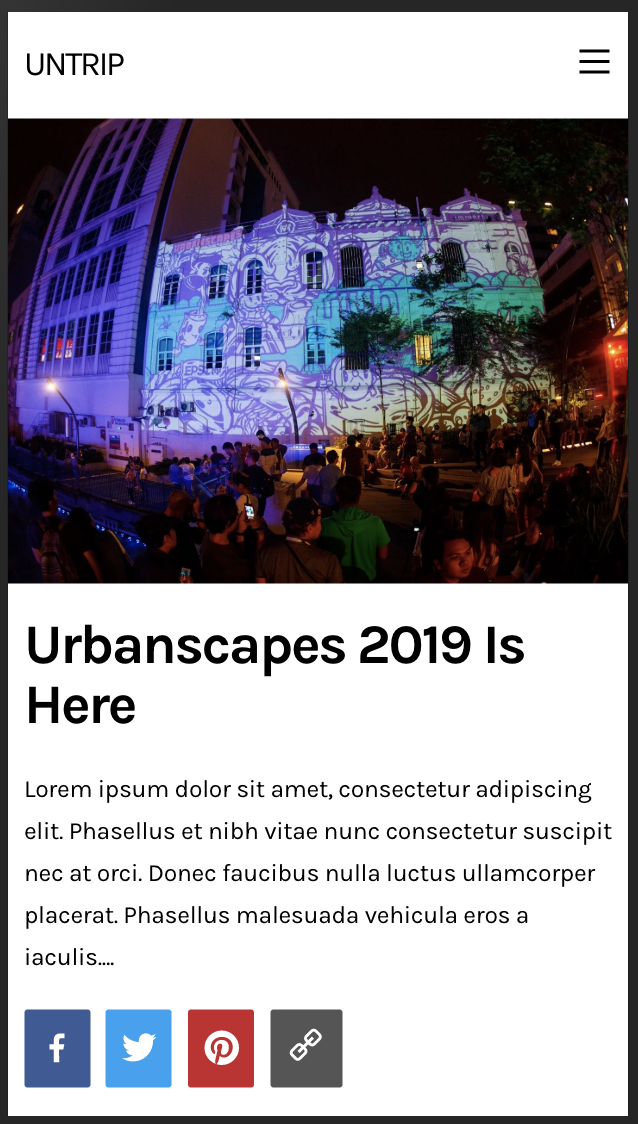 UNTRIP
Urbanscapes 2019 Is
Here
Lorem ipsum dolor sit amet, consectetur adipiscing
elit. Phasellus et nibh vitae nunc consectetur suscipit
nec at orci. Donec faucibus nulla luctus ullamcorper
placerat. Phasellus malesuada vehicula eros a
iaculis....